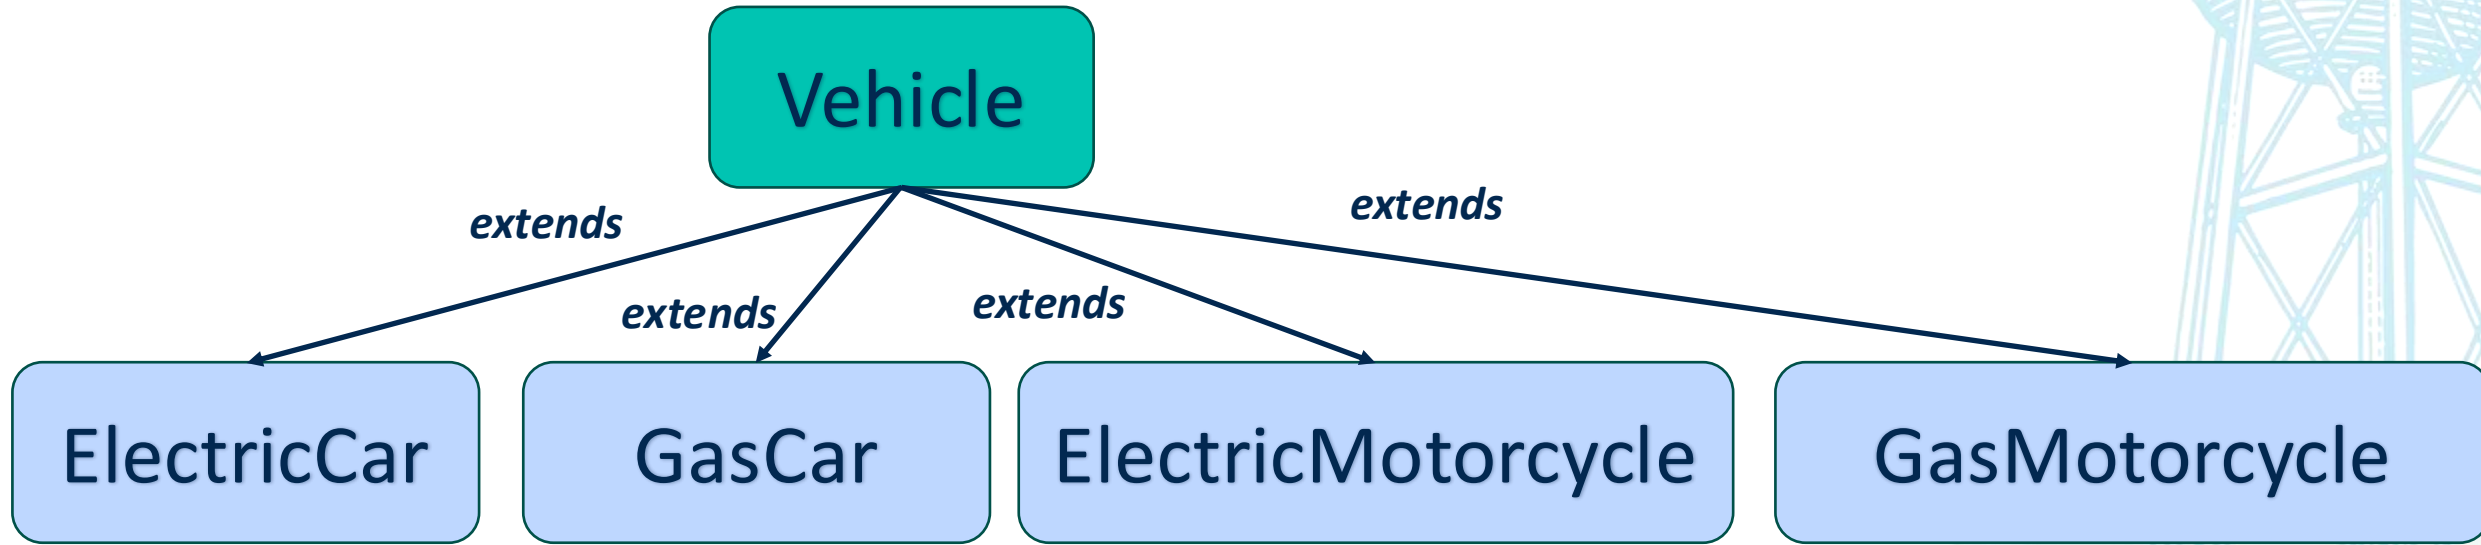 Vehicle
extends
extends
extends
extends
ElectricCar
GasCar
ElectricMotorcycle
GasMotorcycle